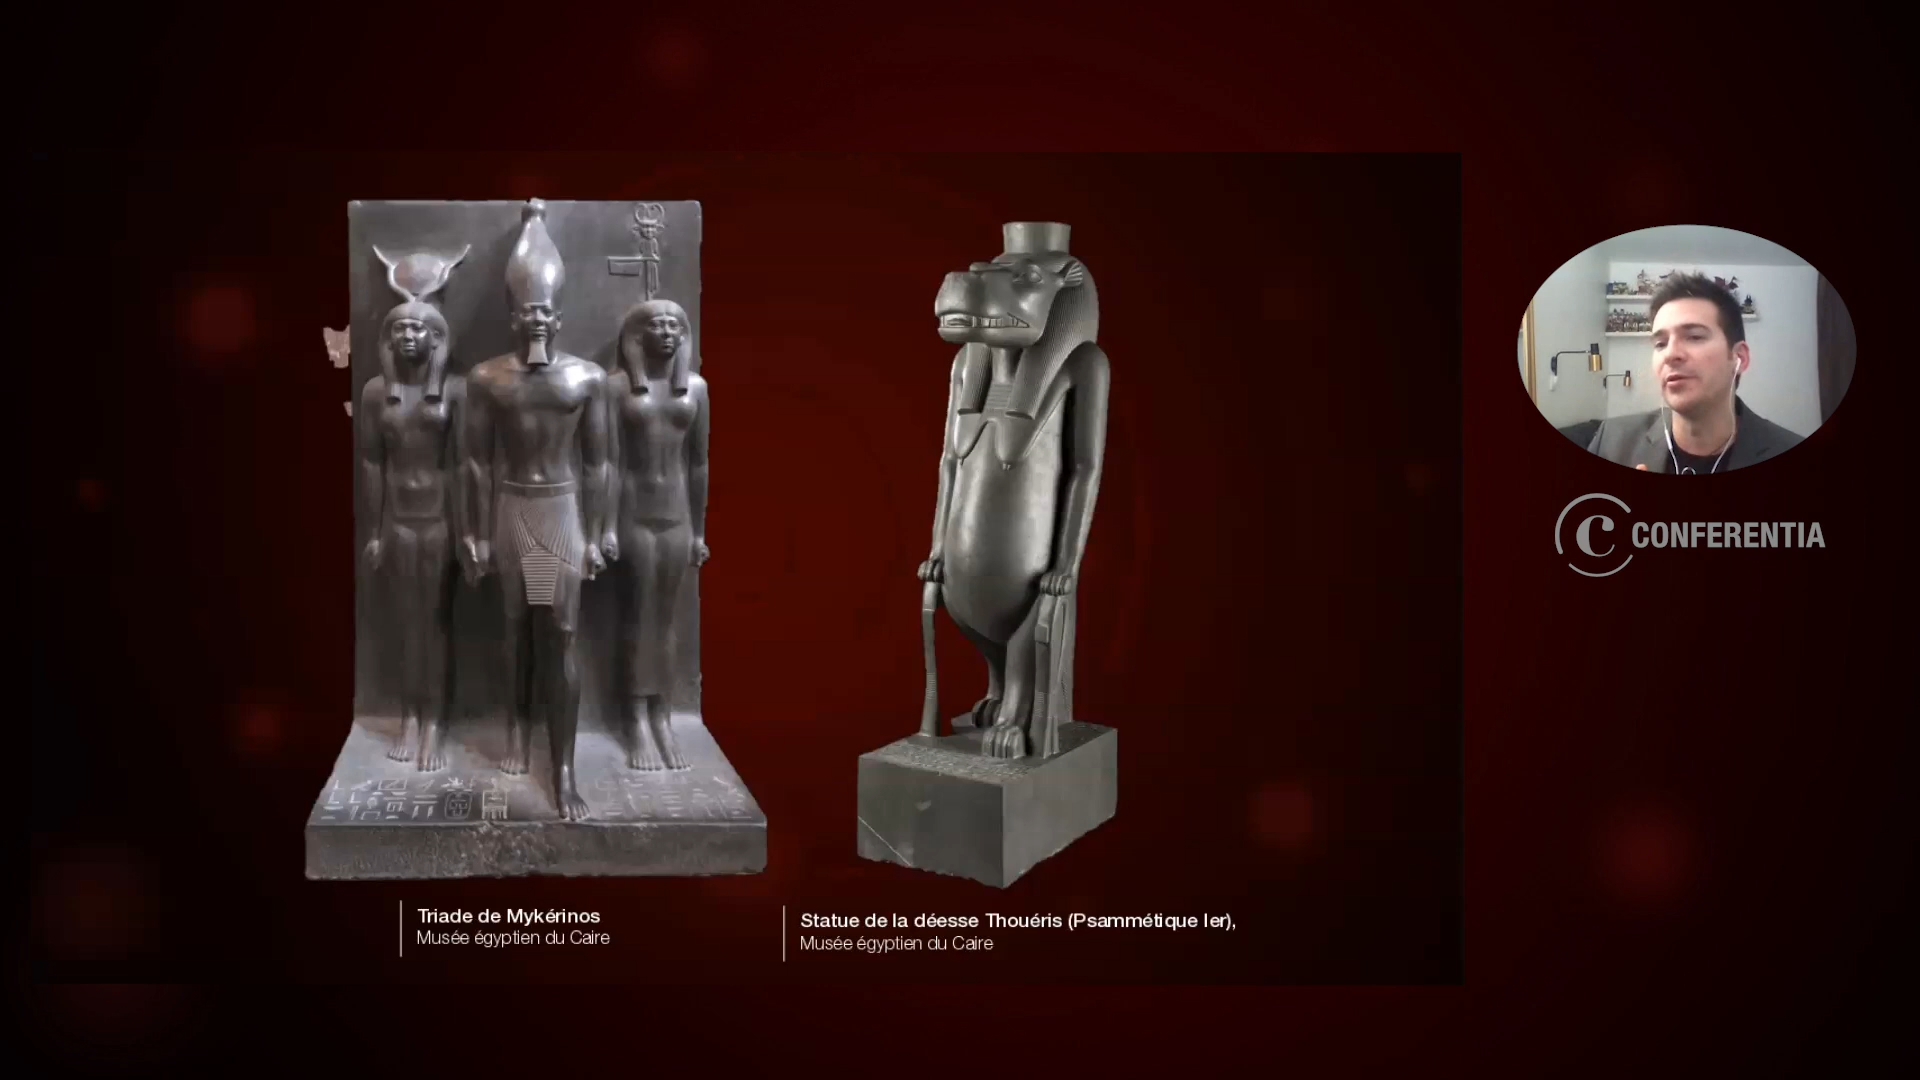 CONFERENTIA
Triade de Mykérinos
Musée égyptien du Caire
Statue de la déesse Thouéris (Psammétique Ier),
Musée égyptien du Caire